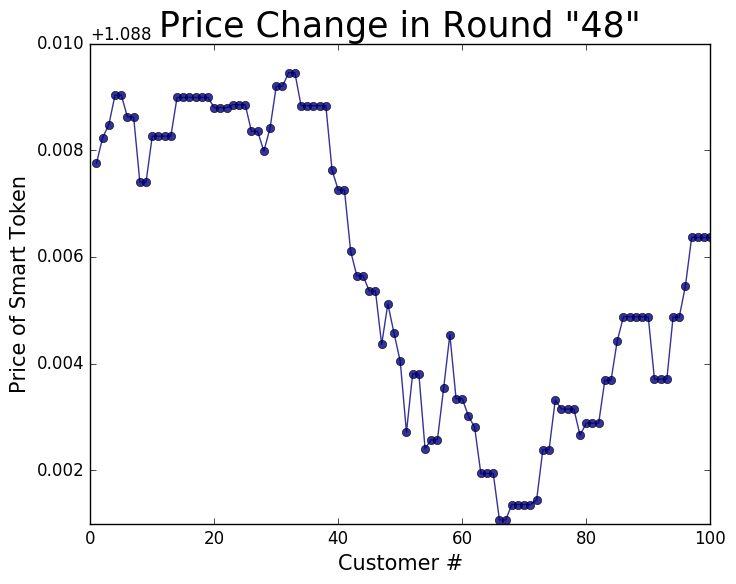 Price Change in Round "48"
+1.088
0.010
0.008
0.006
0.004
0.002
Price of Smart Token
0 20 40 60 80 100
Customer #